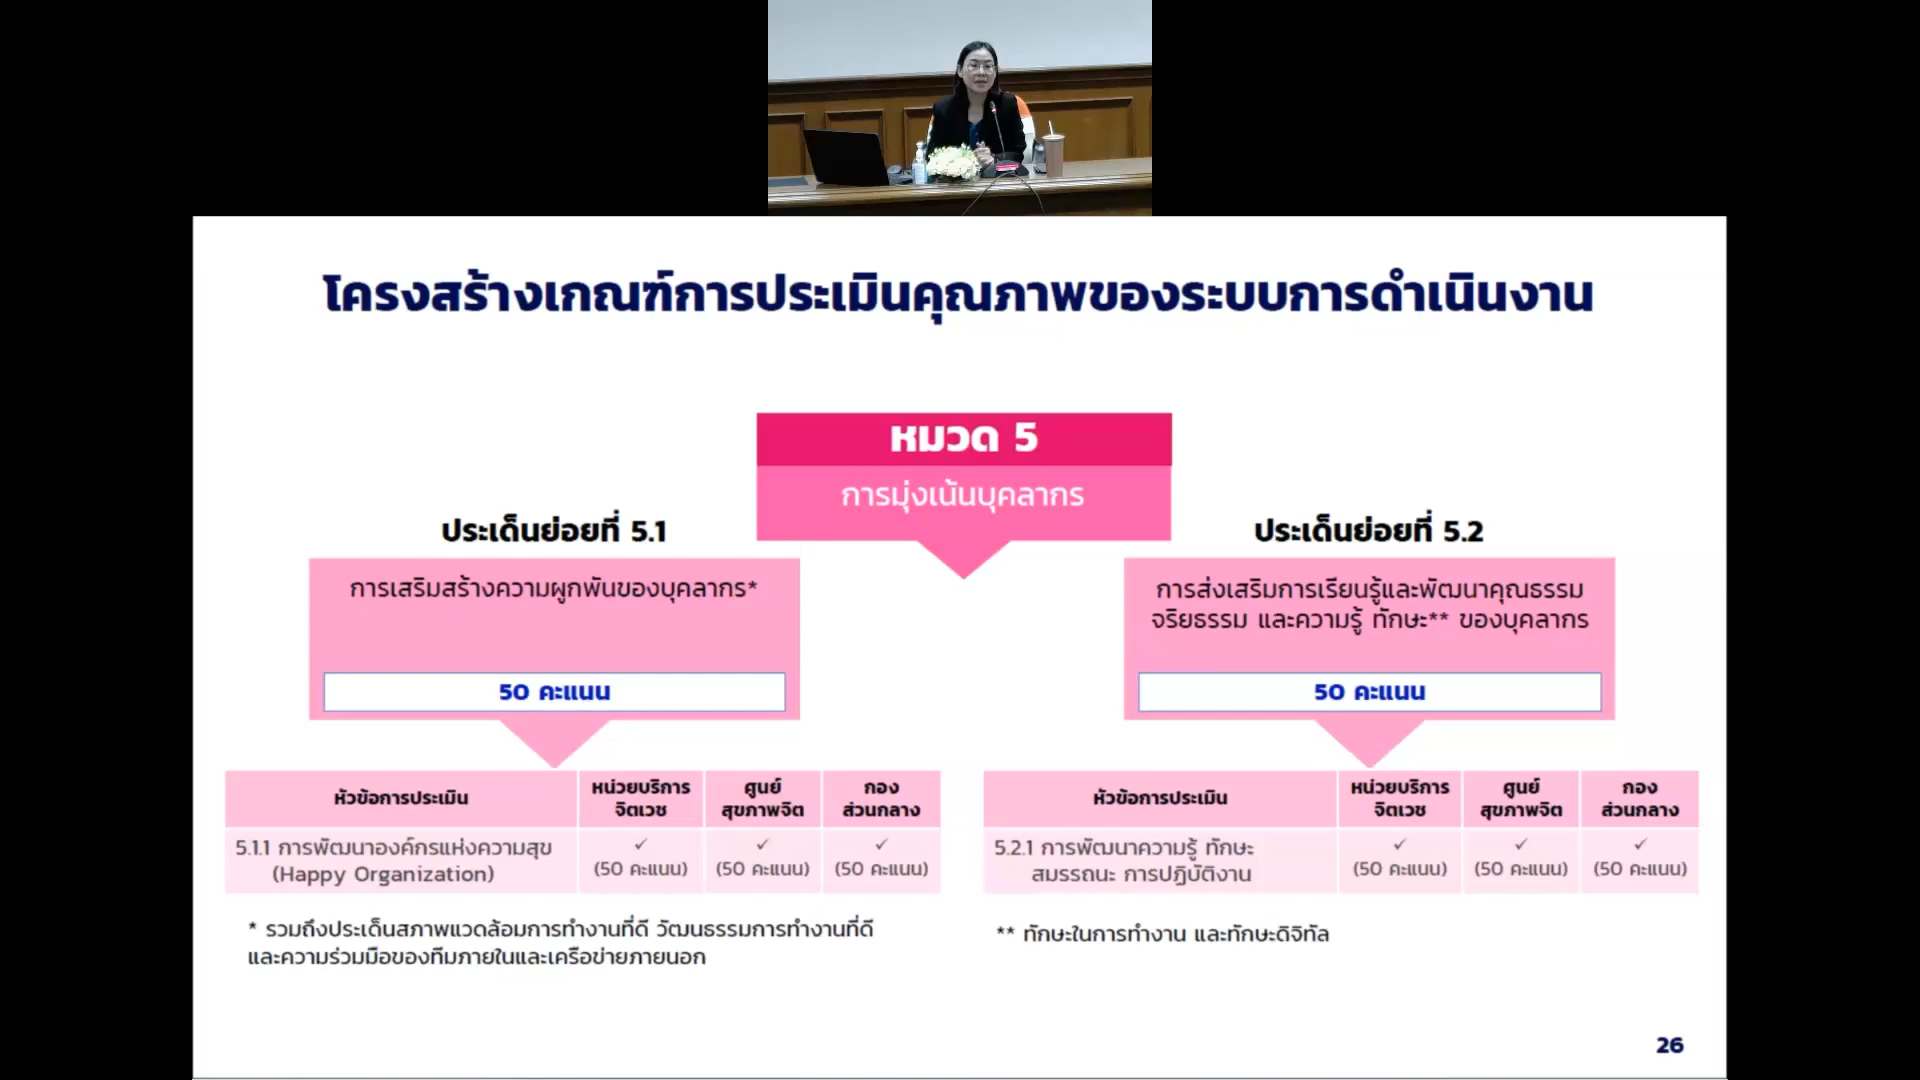 โครงสร้างเกณฑ์การประเมินคุณภาพของระบบการดำเนินงาน
หมวด 5
การมุ่งเน้นบุคลากร
ประเด็นย่อยที่ 5.1
การเสริมสร้างความผูกพันของบุคลากร*
50 คะแนน
หัวข้อการประเมิน
หน่วยบริการ
จิตเวช
ศูนย์
สุขภาพจิต
กอง
ส่วนกลาง
5.1.1 การพัฒนาองค์กรแห่งความสุข
(Happy Organization)
✓
(50 คะแนน)
✓
(50 คะแนน)
✓
(50 คะแนน)
* รวมถึงประเด็นสภาพแวดล้อมการทำงานที่ดี วัฒนธรรมการทำงานที่ดี
และความร่วมมือของทีมภายในและเครือข่ายภายนอก
ประเด็นย่อยที่ 5.2
การส่งเสริมการเรียนรู้และพัฒนาคุณธรรม
จริยธรรม และความรู้ ทักษะ** ของบุคลากร
50 คะแนน
หัวข้อการประเมิน
หน่วยบริการ
จิตเวช
ศูนย์
สุขภาพจิต
กอง
ส่วนกลาง
5.2.1 การพัฒนาความรู้ ทักษะ
สมรรถนะ การปฏิบัติงาน
✓
(50 คะแนน)
✓
(50 คะแนน)
✓
(50 คะแนน)
** ทักษะในการทำงาน และทักษะดิจิทัล
26